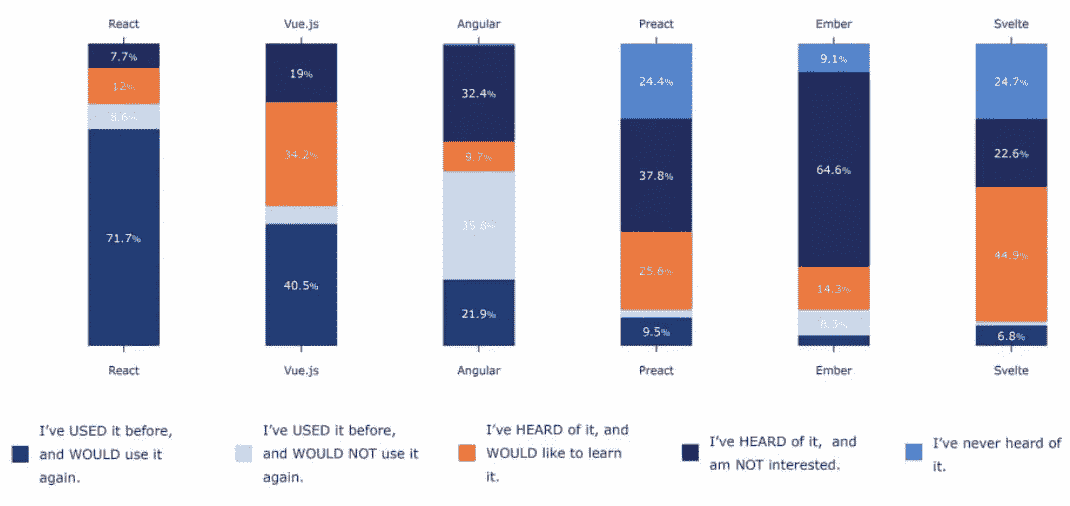 React Vue.js Angular Preact Ember Svelte
7.7% 19% 32.4% 24.4% 9.1% 24.7%
12% 34.2% 9.7% 37.8% 64.6% 22.6%
8.6% 40.5% 35.8% 25.6% 14.3% 44.9%
71.7% 21.9% 9.5% 8.3% 6.8%
React Vue.js Angular Preact Ember Svelte
I've USED it before,
and WOULD use it
again.
I've USED it before,
and WOULD NOT use it
again.
I've HEARD of it, and
WOULD like to learn
it.
I've HEARD of it, and
am NOT interested.
I've never heard of
it.